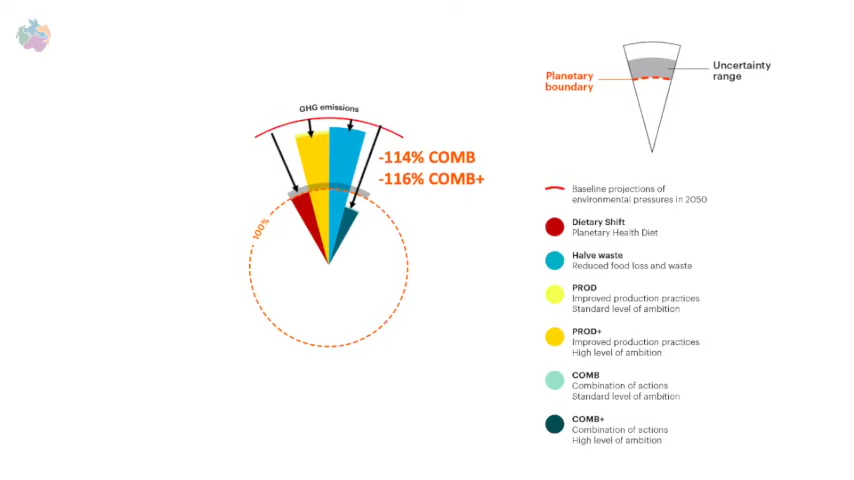 GHG emissions
-114% COMB
-116% COMB+
100%
Planetary
boundary
Uncertainty
range
Baseline projections of
environmental pressures in 2050
Dietary Shift
Planetary Health Diet
Halve waste
Reduced food loss and waste
PROD
Improved production practices
Standard level of ambition
PROD+
Improved production practices
High level of ambition
COMB
Combination of actions
Standard level of ambition
COMB+
Combination of actions
High level of ambition